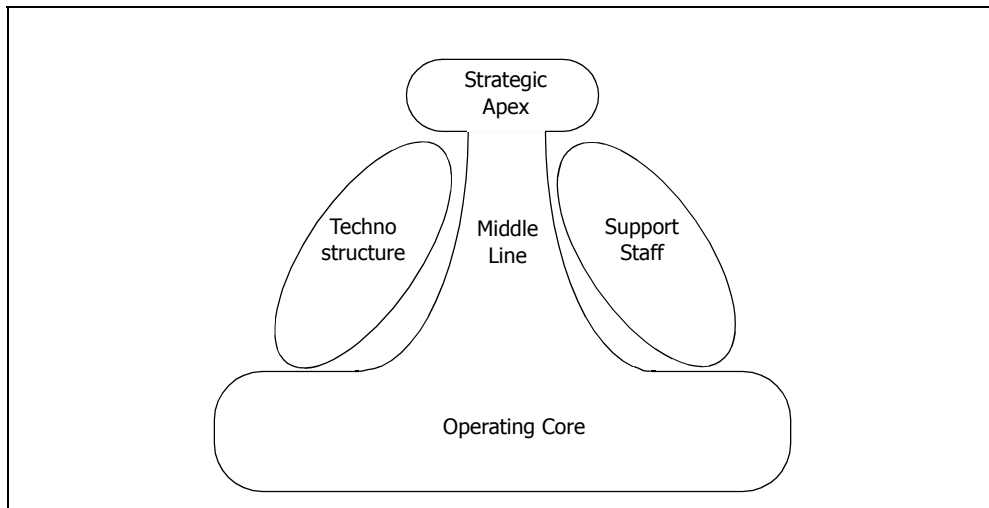 Strategic
Apex
Techno
structure
Middle
Line
Support
Staff
Operating Core